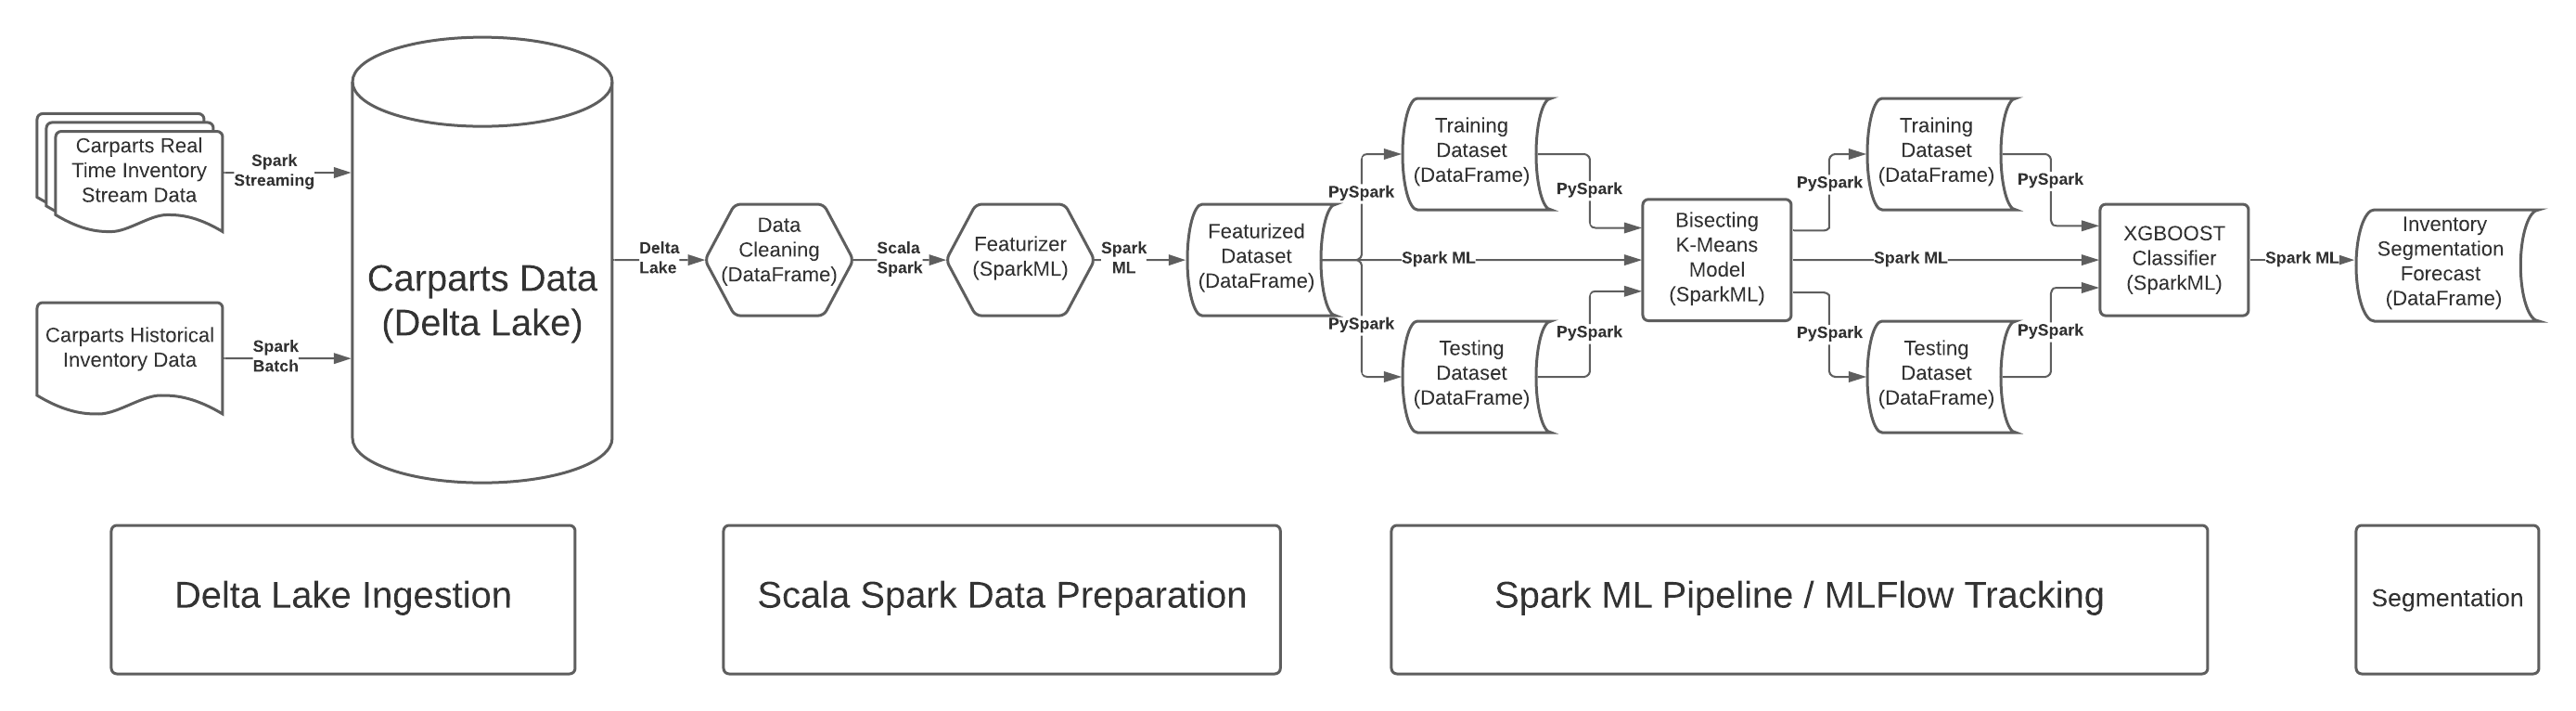 Carparts Real
Time Inventory
Stream Data
Spark
Streaming
Carparts Historical
Inventory Data
Spark
Batch
Carparts Data
(Delta Lake)
Delta
Lake
Data
Cleaning
(DataFrame)
Scala
Spark
Featurizer
(SparkML)
Spark
ML
Featurized
Dataset
(DataFrame)
PySpark
Spark ML
PySpark
Training
Dataset
(DataFrame)
Testing
Dataset
(DataFrame)
PySpark
PySpark
Bisecting
K-Means
Model
(SparkML)
PySpark
Spark ML
PySpark
Training
Dataset
(DataFrame)
Testing
Dataset
(DataFrame)
PySpark
PySpark
XGBOOST
Classifier
(SparkML)
Spark ML
Inventory
Segmentation
Forecast
(DataFrame)
Delta Lake Ingestion
Scala Spark Data Preparation
Spark ML Pipeline / MLFlow Tracking
Segmentation